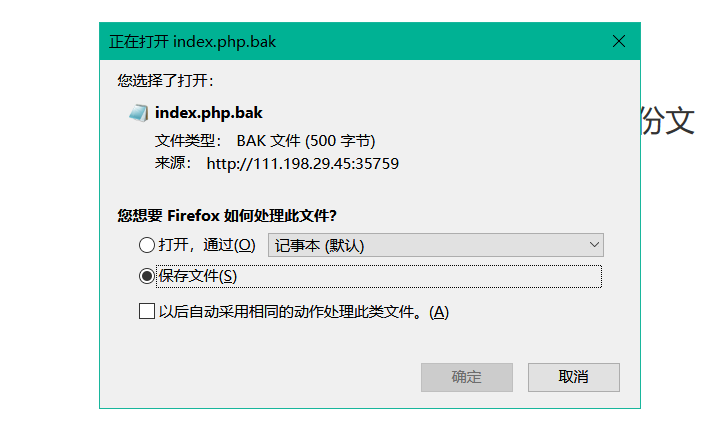 正在打开 index.php.bak
您选择了打开：
index.php.bak
文件类型： BAK 文件 (500 字节)
来源： http://111.198.29.45:35759
份文
您想要 Firefox 如何处理此文件？
打开，通过(O) 记事本 (默认)
保存文件(S)
以后自动采用相同的动作处理此类文件。(A)
确定 取消